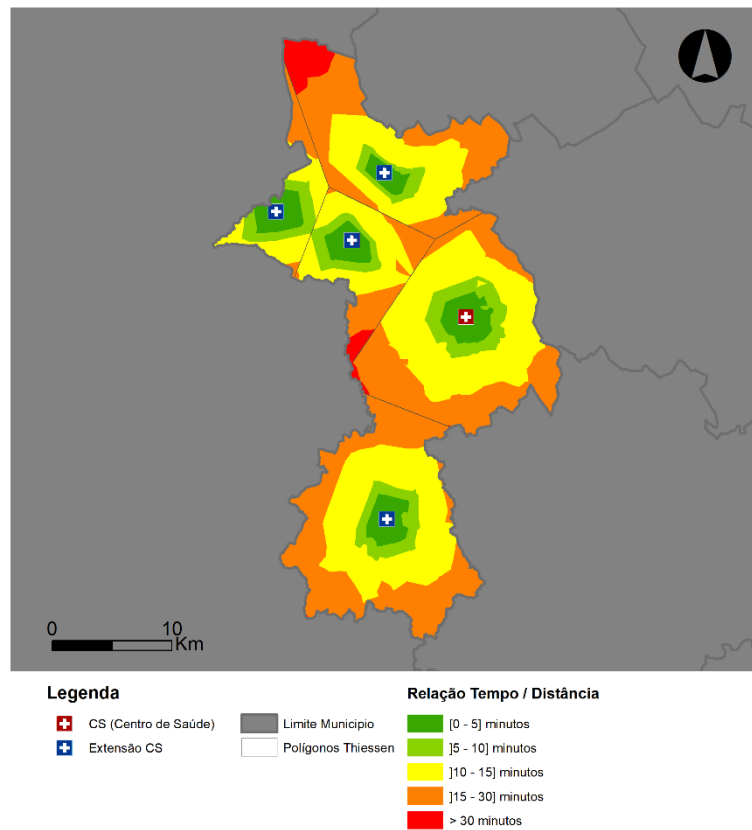 0 10
Km
Legenda
CS (Centro de Saúde)
Extensão CS
Limite Municipio
Polígonos Thiessen
Relação Tempo / Distância
[0 - 5] minutos
]5 - 10] minutos
]10 - 15] minutos
]15 - 30] minutos
> 30 minutos